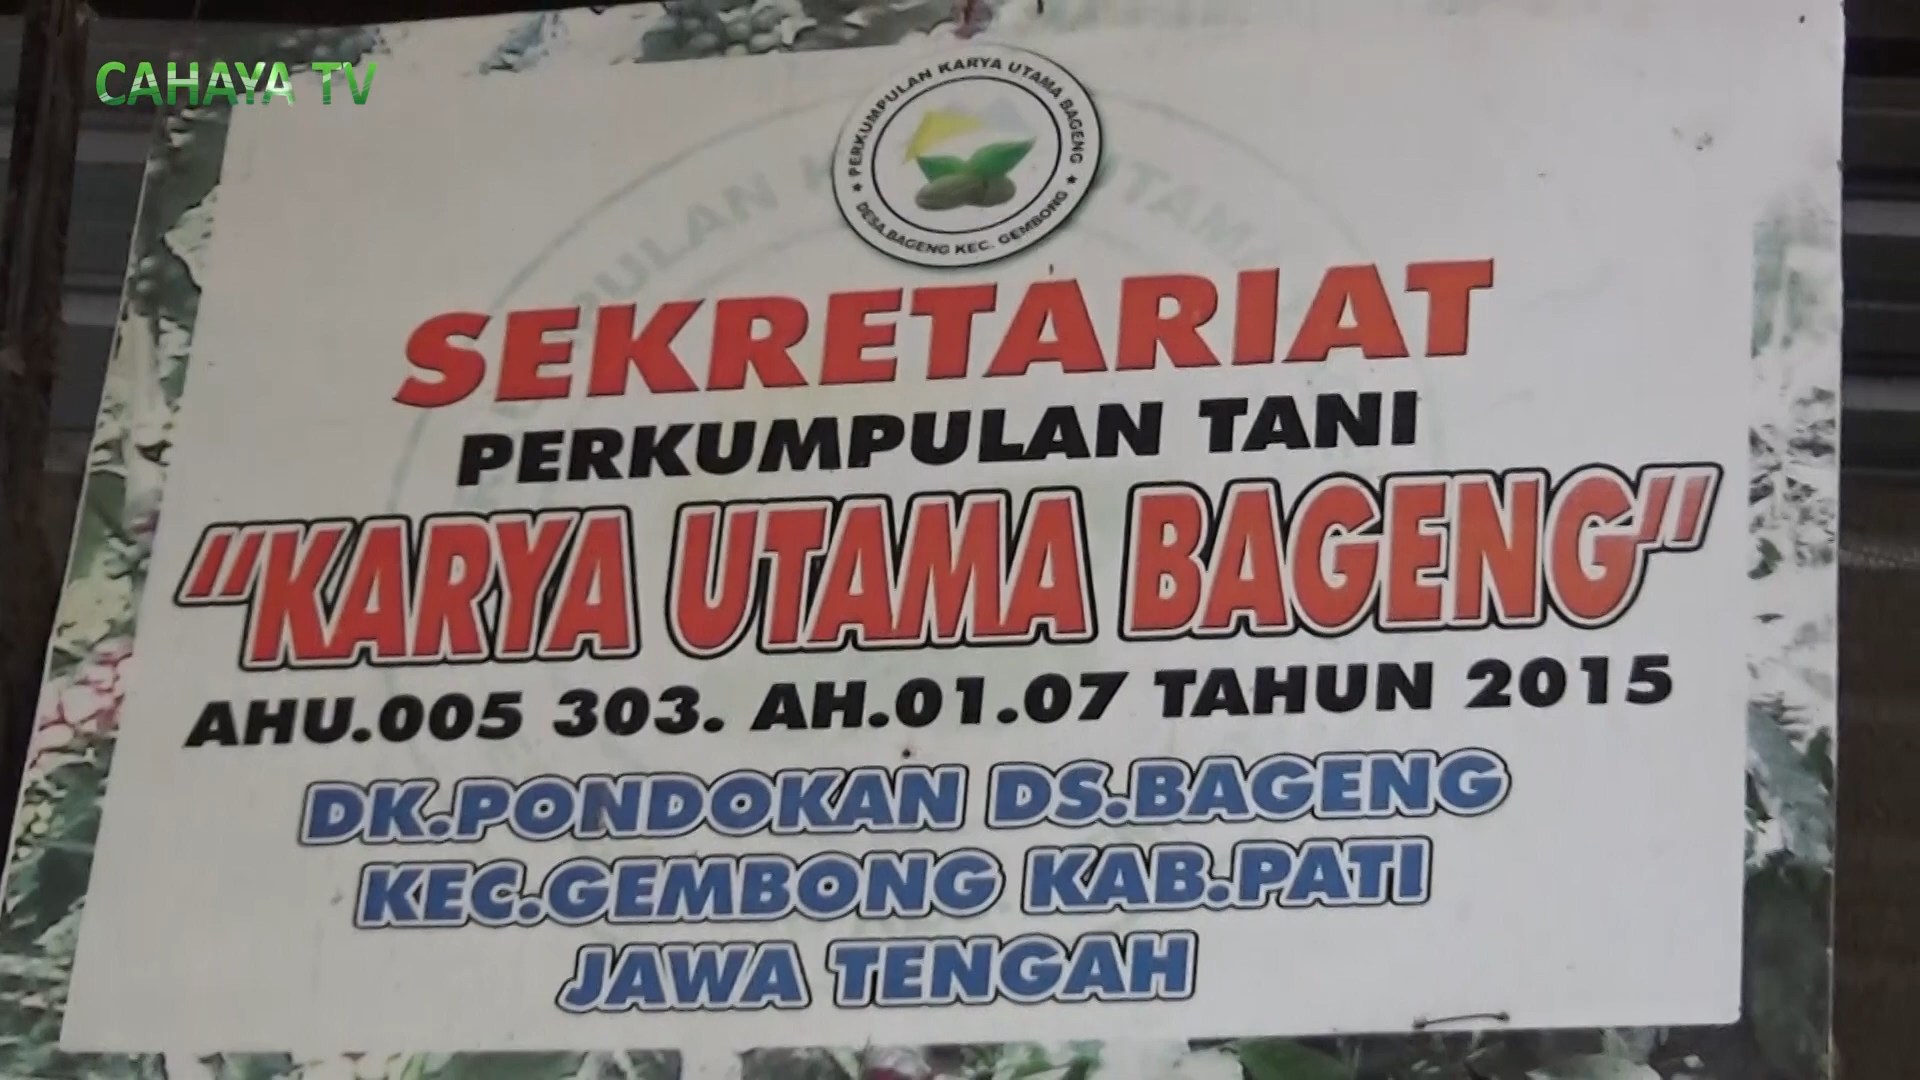 CAHAYA TV
PERKUMPULAN KARYA UTAMA BAGENG
DESA.BAGENG KEC. GEMBONG
SEKRETARIAT
PERKUMPULAN TANI
"KARYA UTAMA BAGENG"
AHU.005 303. AH.01.07 TAHUN 2015
DK.PONDOKAN DS.BAGENG
KEC.GEMBONG KAB.PATI
JAWA TENGAH